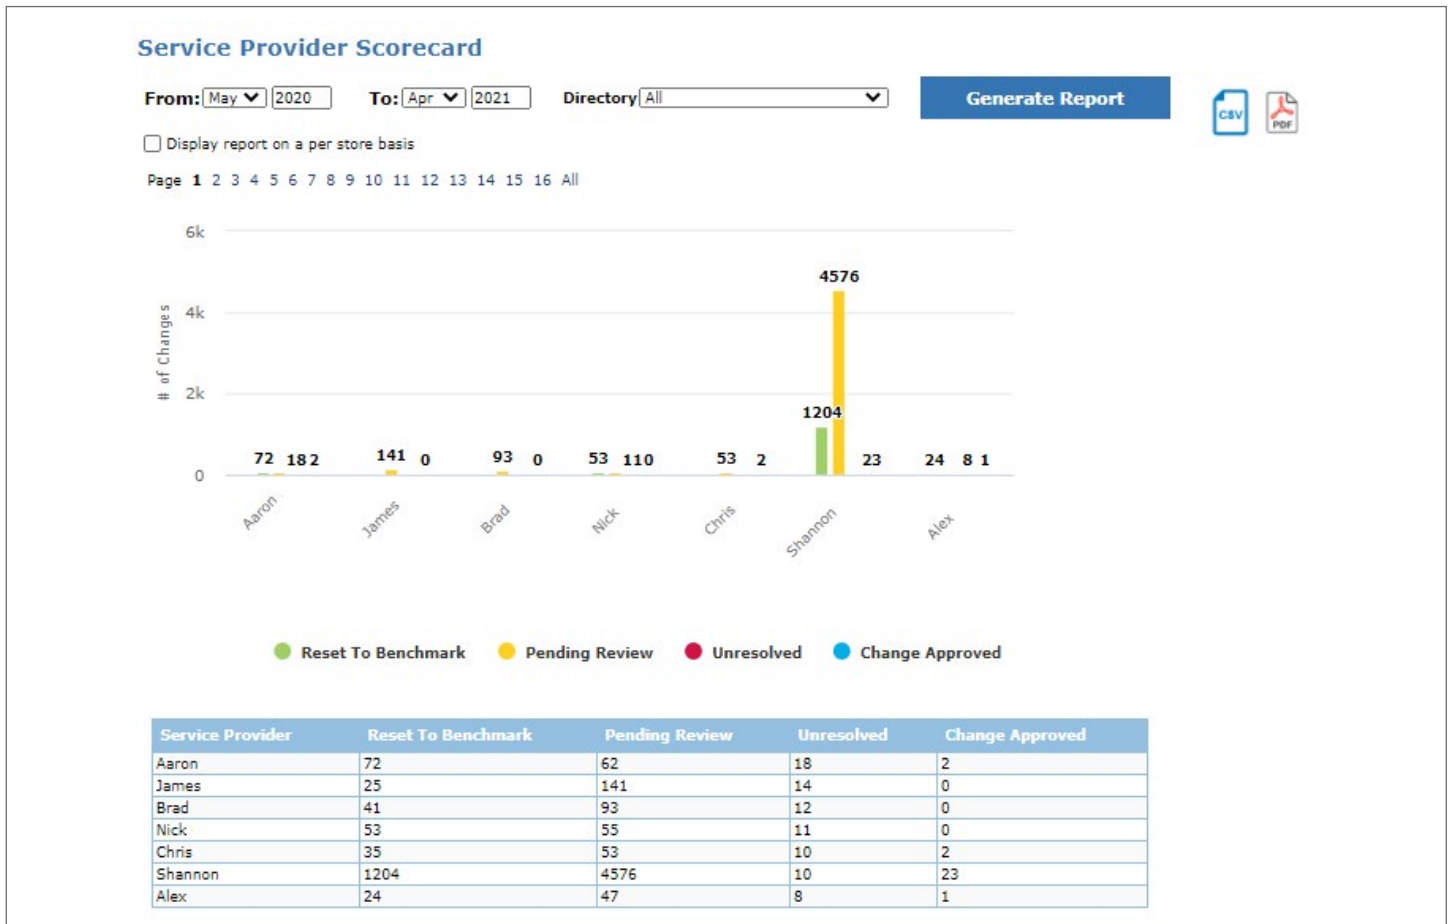 Service Provider Scorecard
From: May 2020 To: Apr 2021 Directory All Generate Report CSV PDF
Display report on a per store basis
Page 1 2 3 4 5 6 7 8 9 10 11 12 13 14 15 16 All
6k
4576
4k
# of Changes
2k
1204
72 18 2 141 0 93 0 53 11 0 53 2 23 24 8 1
0
Aaron James Brad Nick Chris Shannon Alex
Reset To Benchmark Pending Review Unresolved Change Approved
Service Provider Reset To Benchmark Pending Review Unresolved Change Approved
Aaron 72 62 18 2
James 25 141 14 0
Brad 41 93 12 0
Nick 53 55 11 0
Chris 35 53 10 2
Shannon 1204 4576 10 23
Alex 24 47 8 1